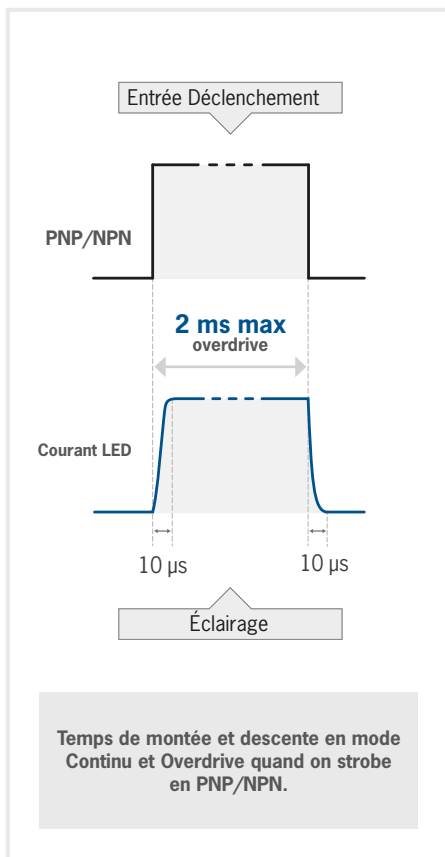 Entrée Déclenchement
PNP/NPN
2 ms max
overdrive
Courant LED
10 µs
10 µs
Éclairage
Temps de montée et descente en mode
Continu et Overdrive quand on strobe
en PNP/NPN.